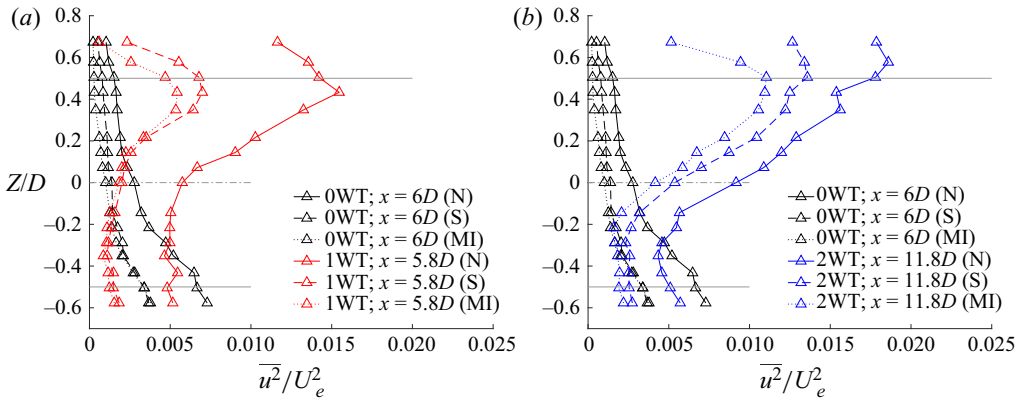 (a)
0.8
0.6
0.4
0.2
0
–0.2
–0.4
–0.6
Z/D
0WT; x = 6D (N)
0WT; x = 6D (S)
0WT; x = 6D (MI)
1WT; x = 5.8D (N)
1WT; x = 5.8D (S)
1WT; x = 5.8D (MI)
0 0.005 0.010 0.015 0.020 0.025
u²/Uₑ²
(b)
0.8
0.6
0.4
0.2
0
–0.2
–0.4
–0.6
0WT; x = 6D (N)
0WT; x = 6D (S)
0WT; x = 6D (MI)
2WT; x = 11.8D (N)
2WT; x = 11.8D (S)
2WT; x = 11.8D (MI)
0 0.005 0.010 0.015 0.020 0.025
u²/Uₑ²